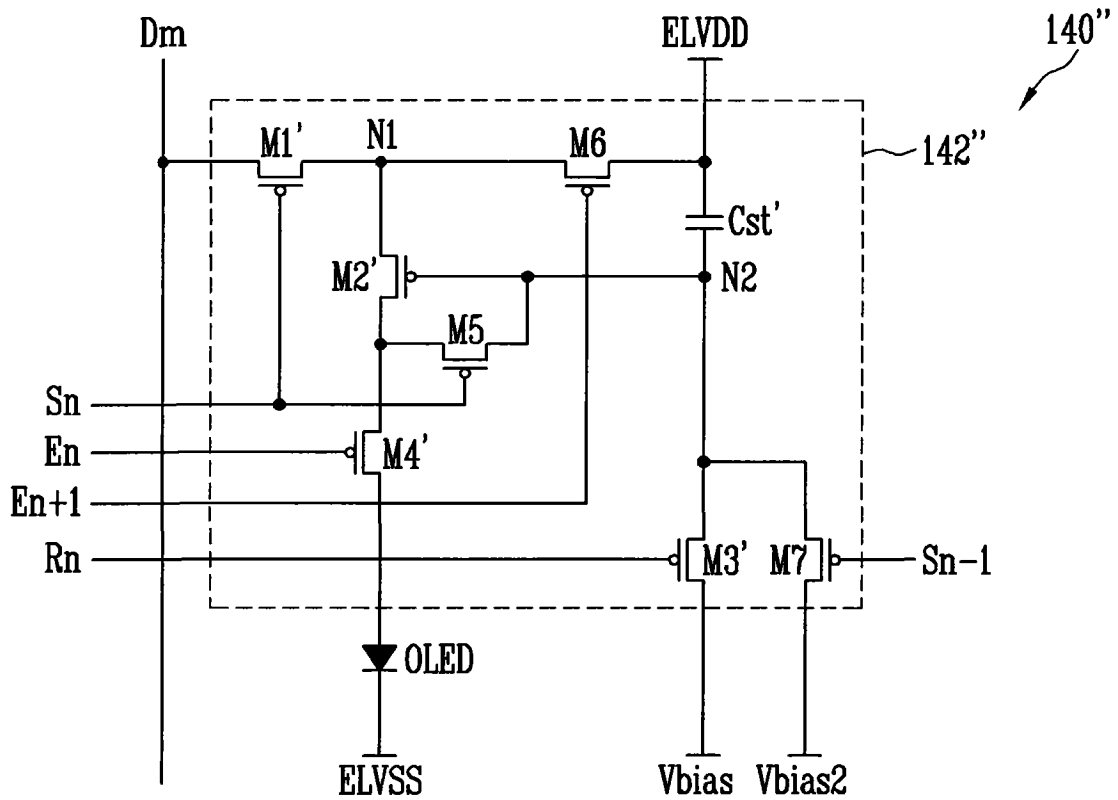 Dm
ELVDD
140"
M1'
N1
M6
142"
Cst'
M2'
N2
M5
Sn
En
M4'
En+1
Rn
M3'
M7
Sn-1
OLED
ELVSS
Vbias
Vbias2